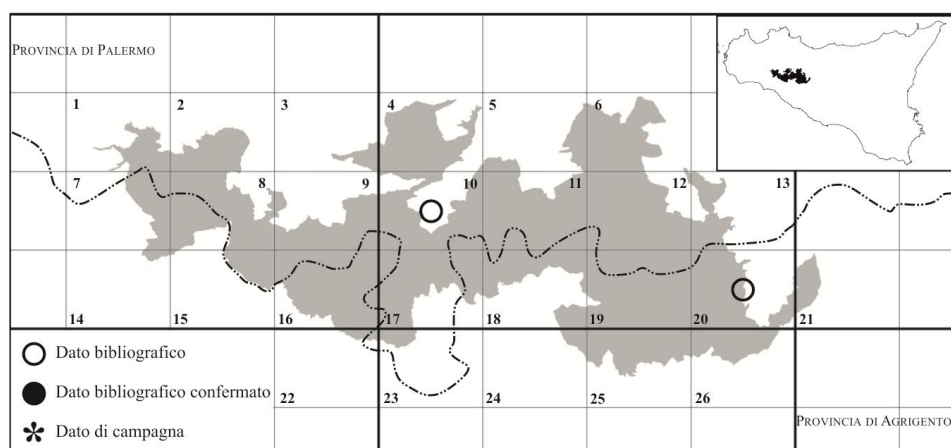 PROVINCIA DI PALERMO
1 2 3 4 5 6
7 8 9 10 11 12 13
14 15 16 17 18 19 20 21
Dato bibliografico
Dato bibliografico confermato
22 23 24 25 26
Dato di campagna
PROVINCIA DI AGRIGENTO